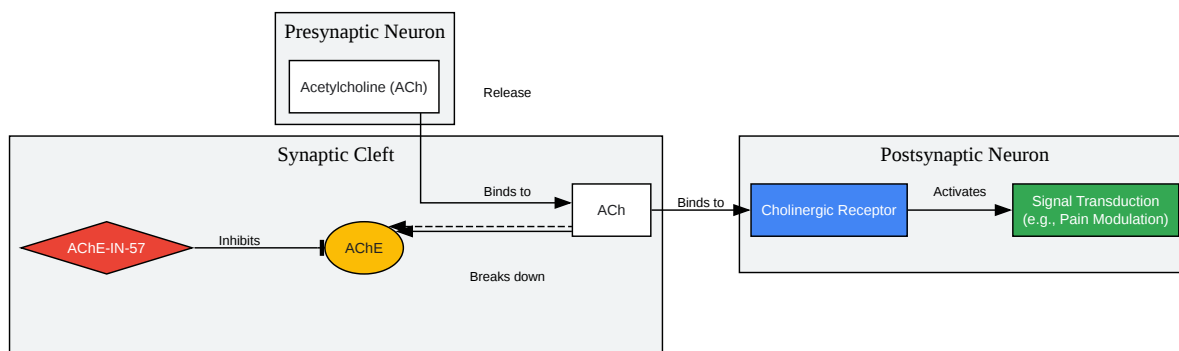 Presynaptic Neuron
Acetylcholine (ACh)
Release
Synaptic Cleft
Binds to
ACh
AChE-IN-57
Inhibits
AChE
Breaks down
Binds to
Postsynaptic Neuron
Cholinergic Receptor
Activates
Signal Transduction
(e.g., Pain Modulation)